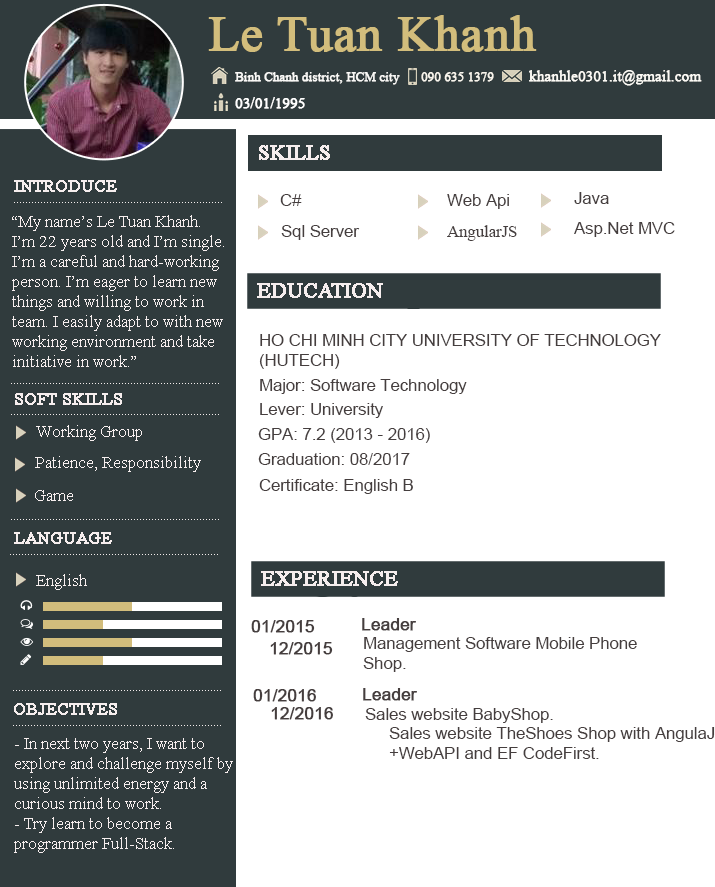 Le Tuan Khanh
Binh Chanh district, HCM city 090 635 1379 khanhle0301.it@gmail.com
03/01/1995
INTRODUCE
“My name’s Le Tuan Khanh.
I’m 22 years old and I’m single.
I’m a careful and hard-working
person. I’m eager to learn new
things and willing to work in
team. I easily adapt to with new
working environment and take
initiative in work.”
SOFT SKILLS
Working Group
Patience, Responsibility
Game
LANGUAGE
English
OBJECTIVES
- In next two years, I want to
explore and challenge myself by
using unlimited energy and a
curious mind to work.
- Try learn to become a
programmer Full-Stack.
SKILLS
C# Web Api Java
Sql Server AngularJS Asp.Net MVC
EDUCATION
HO CHI MINH CITY UNIVERSITY OF TECHNOLOGY
(HUTECH)
Major: Software Technology
Lever: University
GPA: 7.2 (2013 - 2016)
Graduation: 08/2017
Certificate: English B
EXPERIENCE
01/2015 Leader
12/2015 Management Software Mobile Phone
Shop.
01/2016 Leader
12/2016 Sales website BabyShop.
Sales website TheShoes Shop with AngulaJ
+WebAPI and EF CodeFirst.